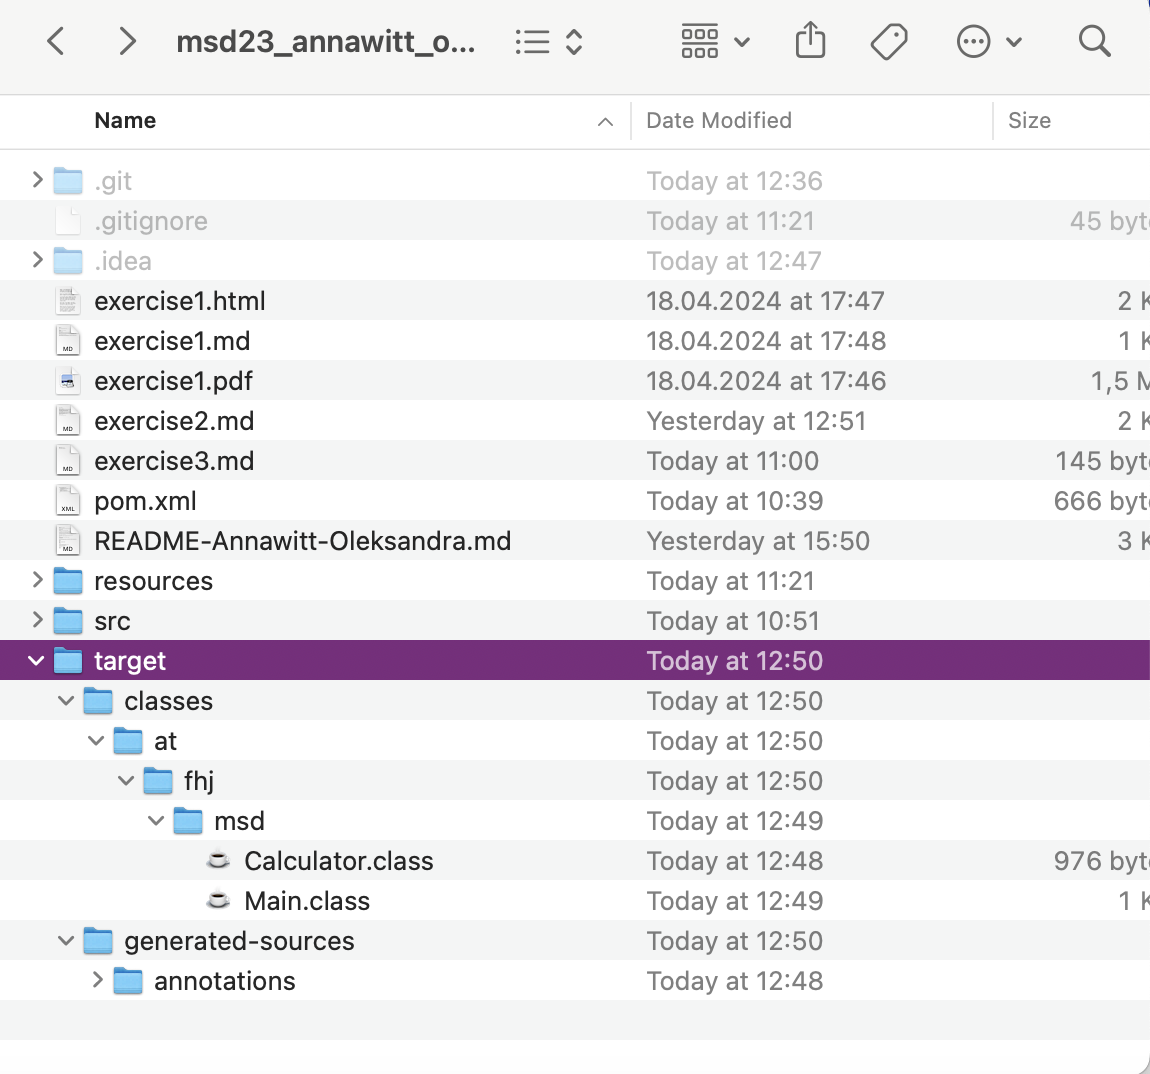 msd23_annawitt_o...
Name Date Modified Size
.git Today at 12:36
.gitignore Today at 11:21 45 byt
.idea Today at 12:47
exercise1.html 18.04.2024 at 17:47 2 K
exercise1.md 18.04.2024 at 17:48 1 K
exercise1.pdf 18.04.2024 at 17:46 1,5 M
exercise2.md Yesterday at 12:51 2 K
exercise3.md Today at 11:00 145 byt
pom.xml Today at 10:39 666 byt
README-Annawitt-Oleksandra.md Yesterday at 15:50 3 K
resources Today at 11:21
src Today at 10:51
target Today at 12:50
classes Today at 12:50
at Today at 12:50
fhj Today at 12:50
msd Today at 12:49
Calculator.class Today at 12:48 976 byt
Main.class Today at 12:49 1 K
generated-sources Today at 12:50
annotations Today at 12:48